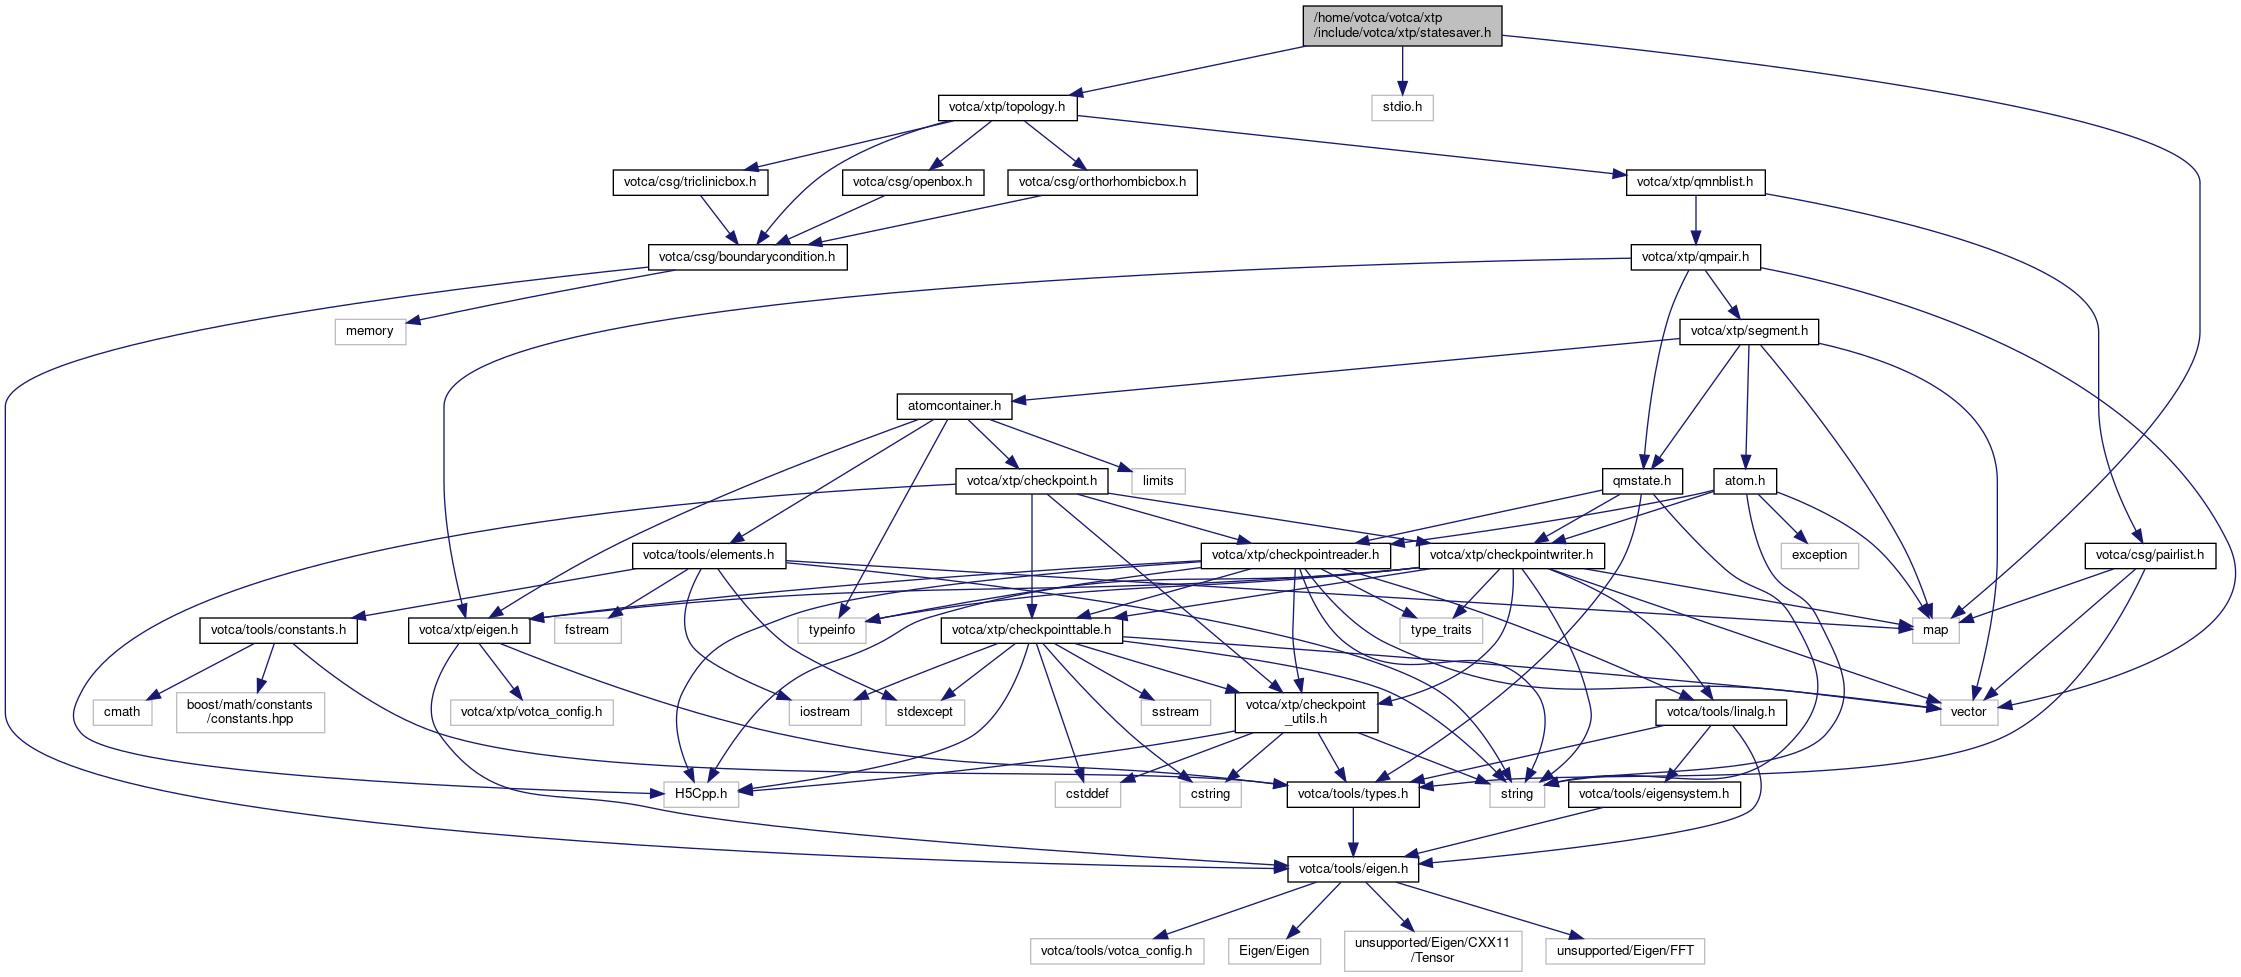 /home/votca/votca/xtp
/include/votca/xtp/statesaver.h
votca/xtp/topology.h
stdio.h
votca/csg/triclinicbox.h
votca/csg/openbox.h
votca/csg/orthorhombicbox.h
votca/xtp/qmnblist.h
votca/csg/boundarycondition.h
votca/xtp/qmpair.h
memory
votca/xtp/segment.h
atomcontainer.h
votca/xtp/checkpoint.h
limits
qmstate.h
atom.h
votca/tools/elements.h
votca/xtp/checkpointreader.h
votca/xtp/checkpointwriter.h
exception
votca/csg/pairlist.h
votca/tools/constants.h
votca/xtp/eigen.h
fstream
typeinfo
votca/xtp/checkpointtable.h
type_traits
map
cmath
boost/math/constants
/constants.hpp
votca/xtp/votca_config.h
iostream
stdexcept
sstream
votca/xtp/checkpoint
_utils.h
votca/tools/linalg.h
vector
H5Cpp.h
cstddef
cstring
votca/tools/types.h
string
votca/tools/eigensystem.h
votca/tools/eigen.h
votca/tools/votca_config.h
Eigen/Eigen
unsupported/Eigen/CXX11
/Tensor
unsupported/Eigen/FFT